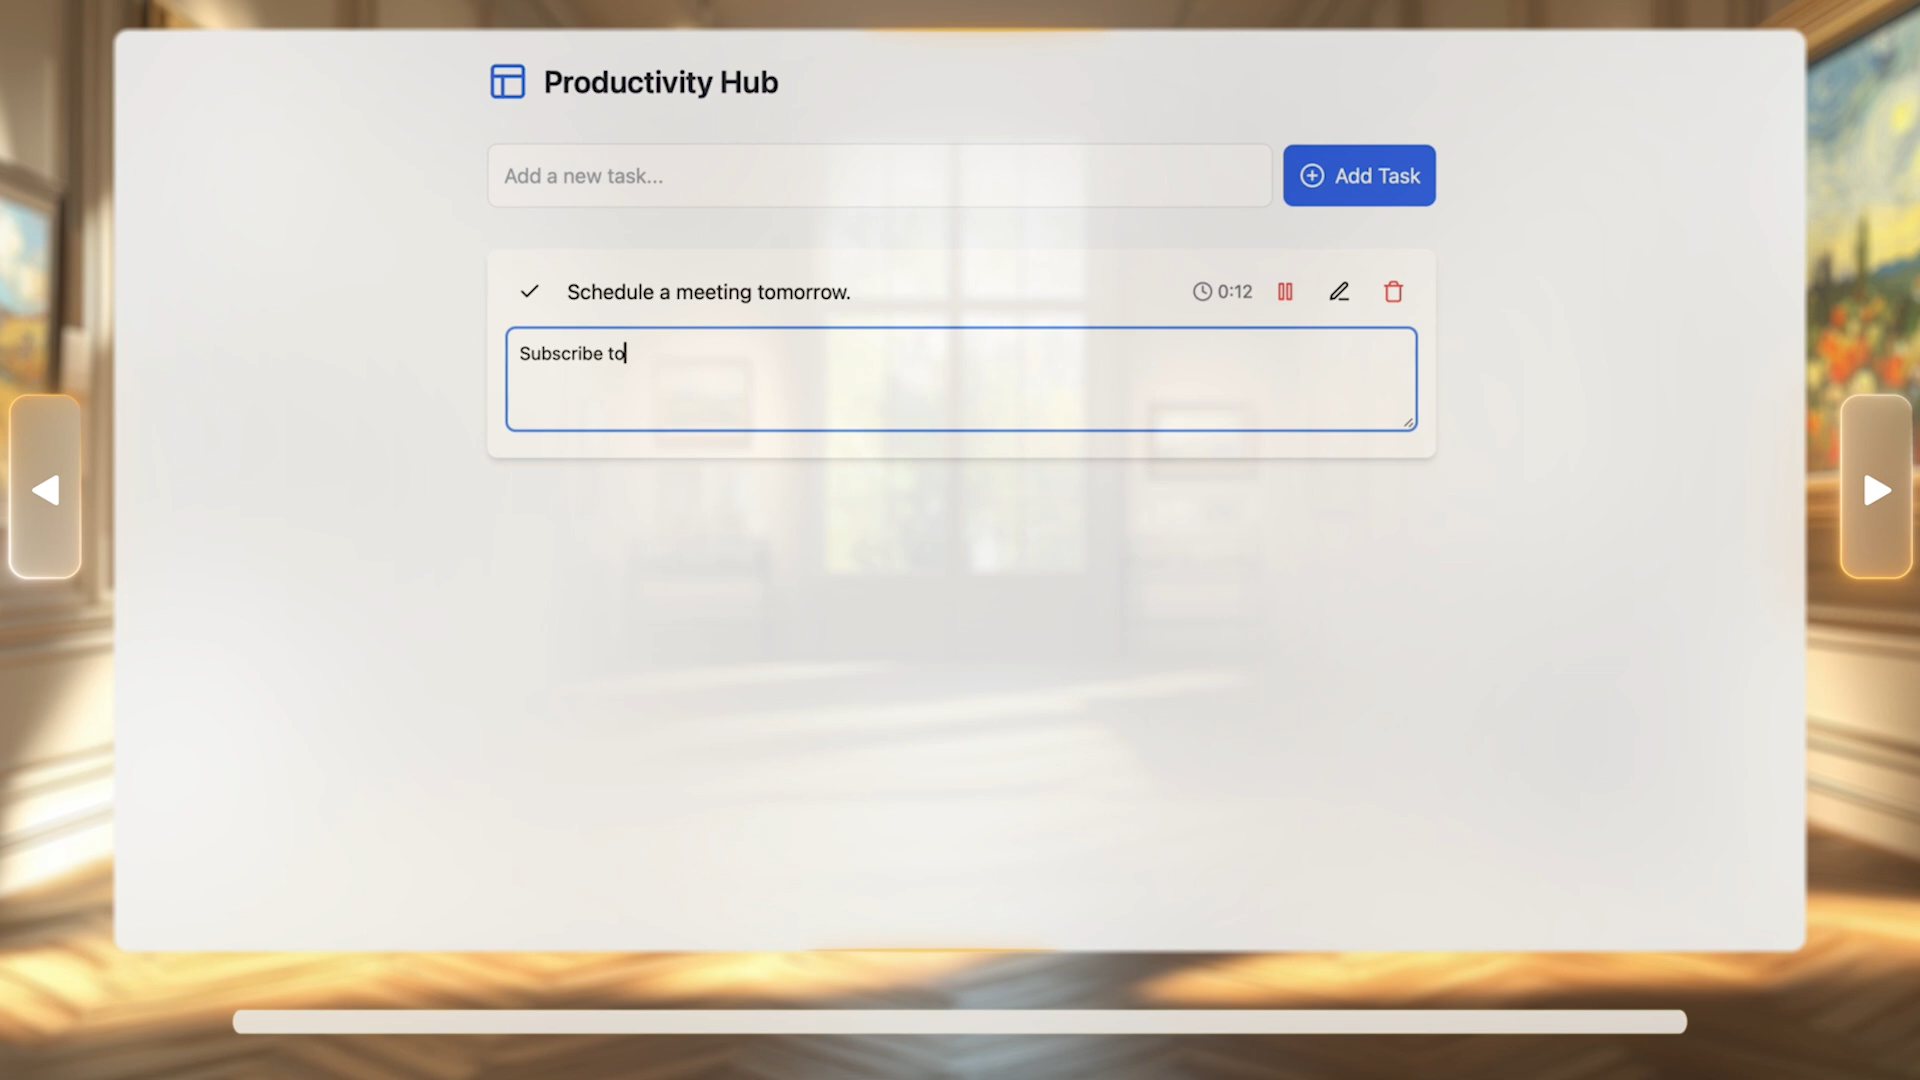 Productivity Hub
Add a new task...
Add Task
Schedule a meeting tomorrow.
0:12
Subscribe to